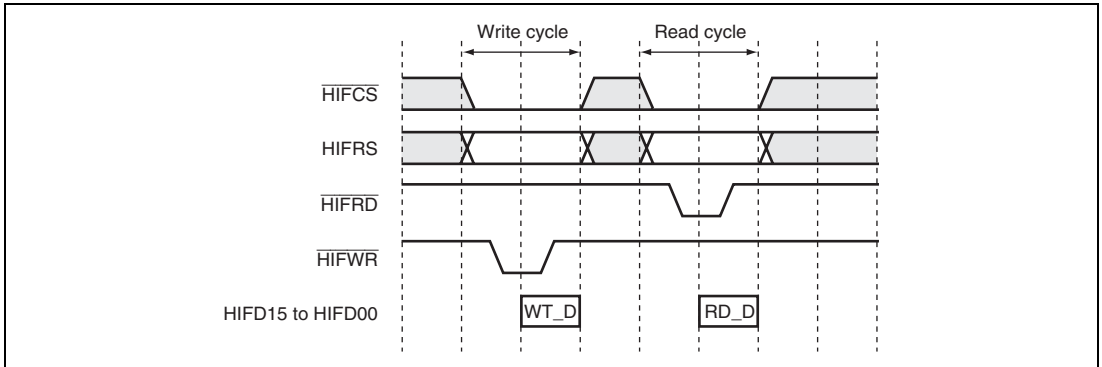 Write cycle Read cycle
HIFCS
HIFRS
HIFRD
HIFWR
HIFD15 to HIFD00 WT_D RD_D